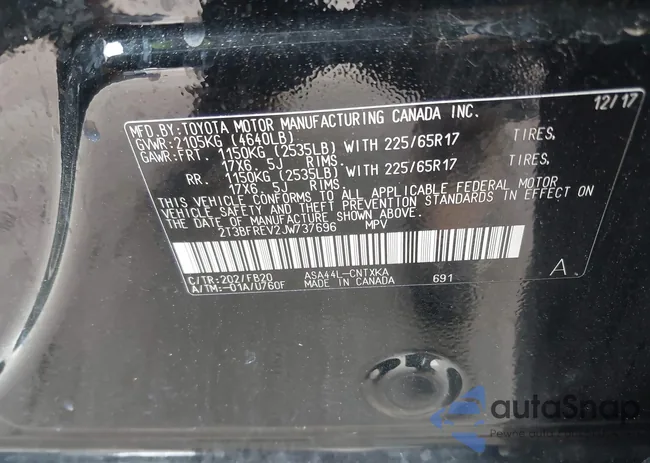 12/17
MFD.BY:TOYOTA MOTOR MANUFACTURING CANADA INC.
GVWR:2105KG (4640LB)
GAWR:FRT. 1150KG (2535LB) WITH 225/65R17 TIRES,
17X6.5J RIMS.
RR. 1150KG (2535LB) WITH 225/65R17 TIRES,
17X6.5J RIMS.
THIS VEHICLE CONFORMS TO ALL APPLICABLE FEDERAL MOTOR
VEHICLE SAFETY AND THEFT PREVENTION STANDARDS IN EFFECT ON
THE DATE OF MANUFACTURE SHOWN ABOVE.
2T3BFREV2JW737696 MPV
C/TR:202/FB20 ASA44L-CNTXKA A
A/TM:-01A/U760F MADE IN CANADA 691
autaSnap